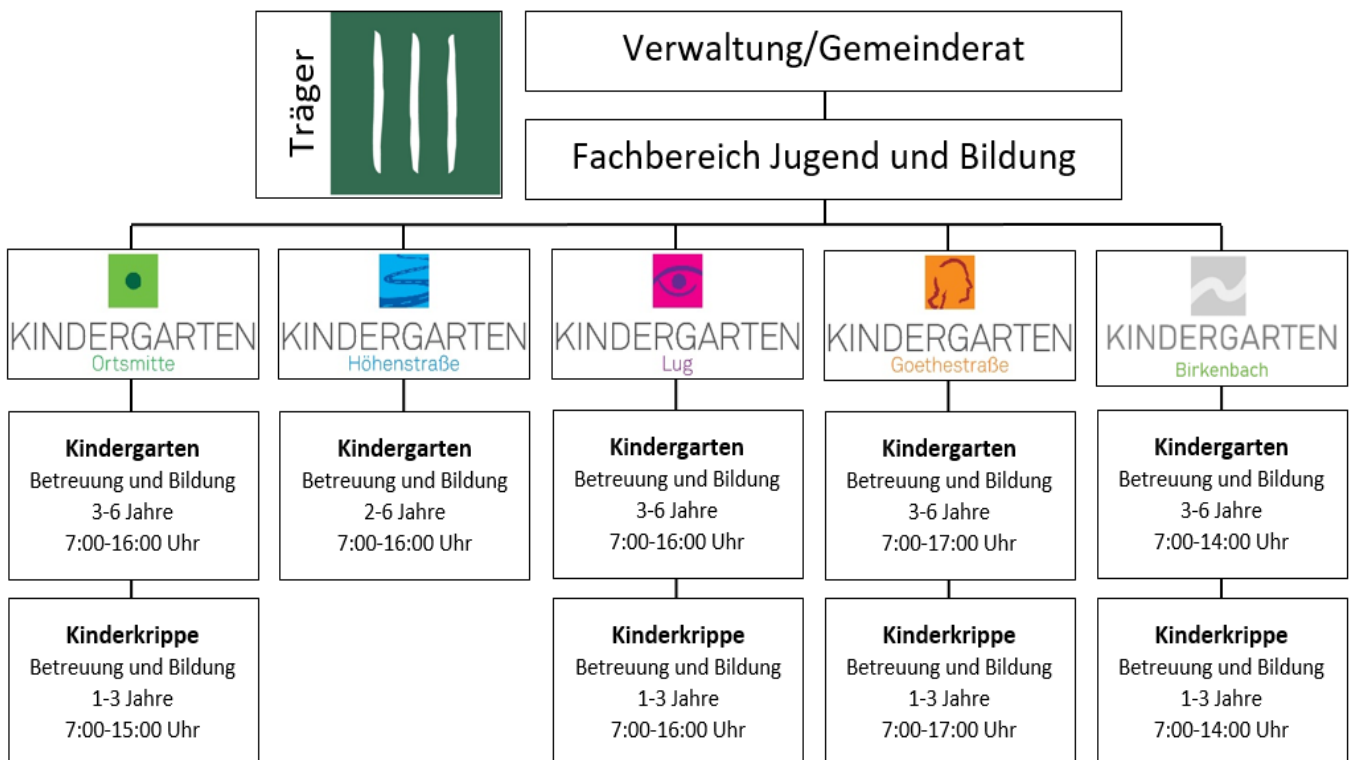 Träger
Verwaltung/Gemeinderat
Fachbereich Jugend und Bildung
KINDERGARTEN
Ortsmitte
KINDERGARTEN
Höhenstraße
KINDERGARTEN
Lug
KINDERGARTEN
Goethestraße
KINDERGARTEN
Birkenbach
Kindergarten
Betreuung und Bildung
3-6 Jahre
7:00-16:00 Uhr
Kindergarten
Betreuung und Bildung
2-6 Jahre
7:00-16:00 Uhr
Kindergarten
Betreuung und Bildung
3-6 Jahre
7:00-16:00 Uhr
Kindergarten
Betreuung und Bildung
3-6 Jahre
7:00-17:00 Uhr
Kindergarten
Betreuung und Bildung
3-6 Jahre
7:00-14:00 Uhr
Kinderkrippe
Betreuung und Bildung
1-3 Jahre
7:00-15:00 Uhr
Kinderkrippe
Betreuung und Bildung
1-3 Jahre
7:00-16:00 Uhr
Kinderkrippe
Betreuung und Bildung
1-3 Jahre
7:00-17:00 Uhr
Kinderkrippe
Betreuung und Bildung
1-3 Jahre
7:00-14:00 Uhr